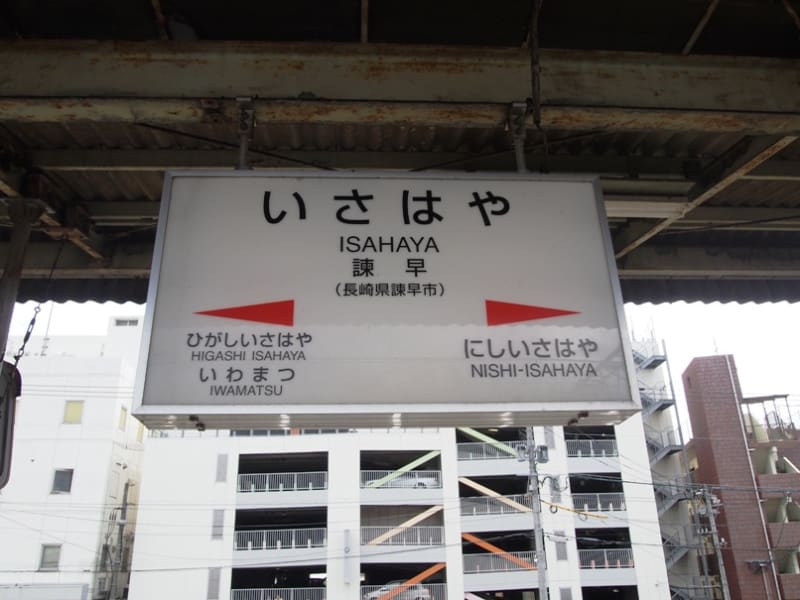 いさはや
ISAHAYA
諫早
(長崎県諫早市)
ひがしいさはや
HIGASHI ISAHAYA
いわまつ
IWAMATSU
にしいさはや
NISHI-ISAHAYA